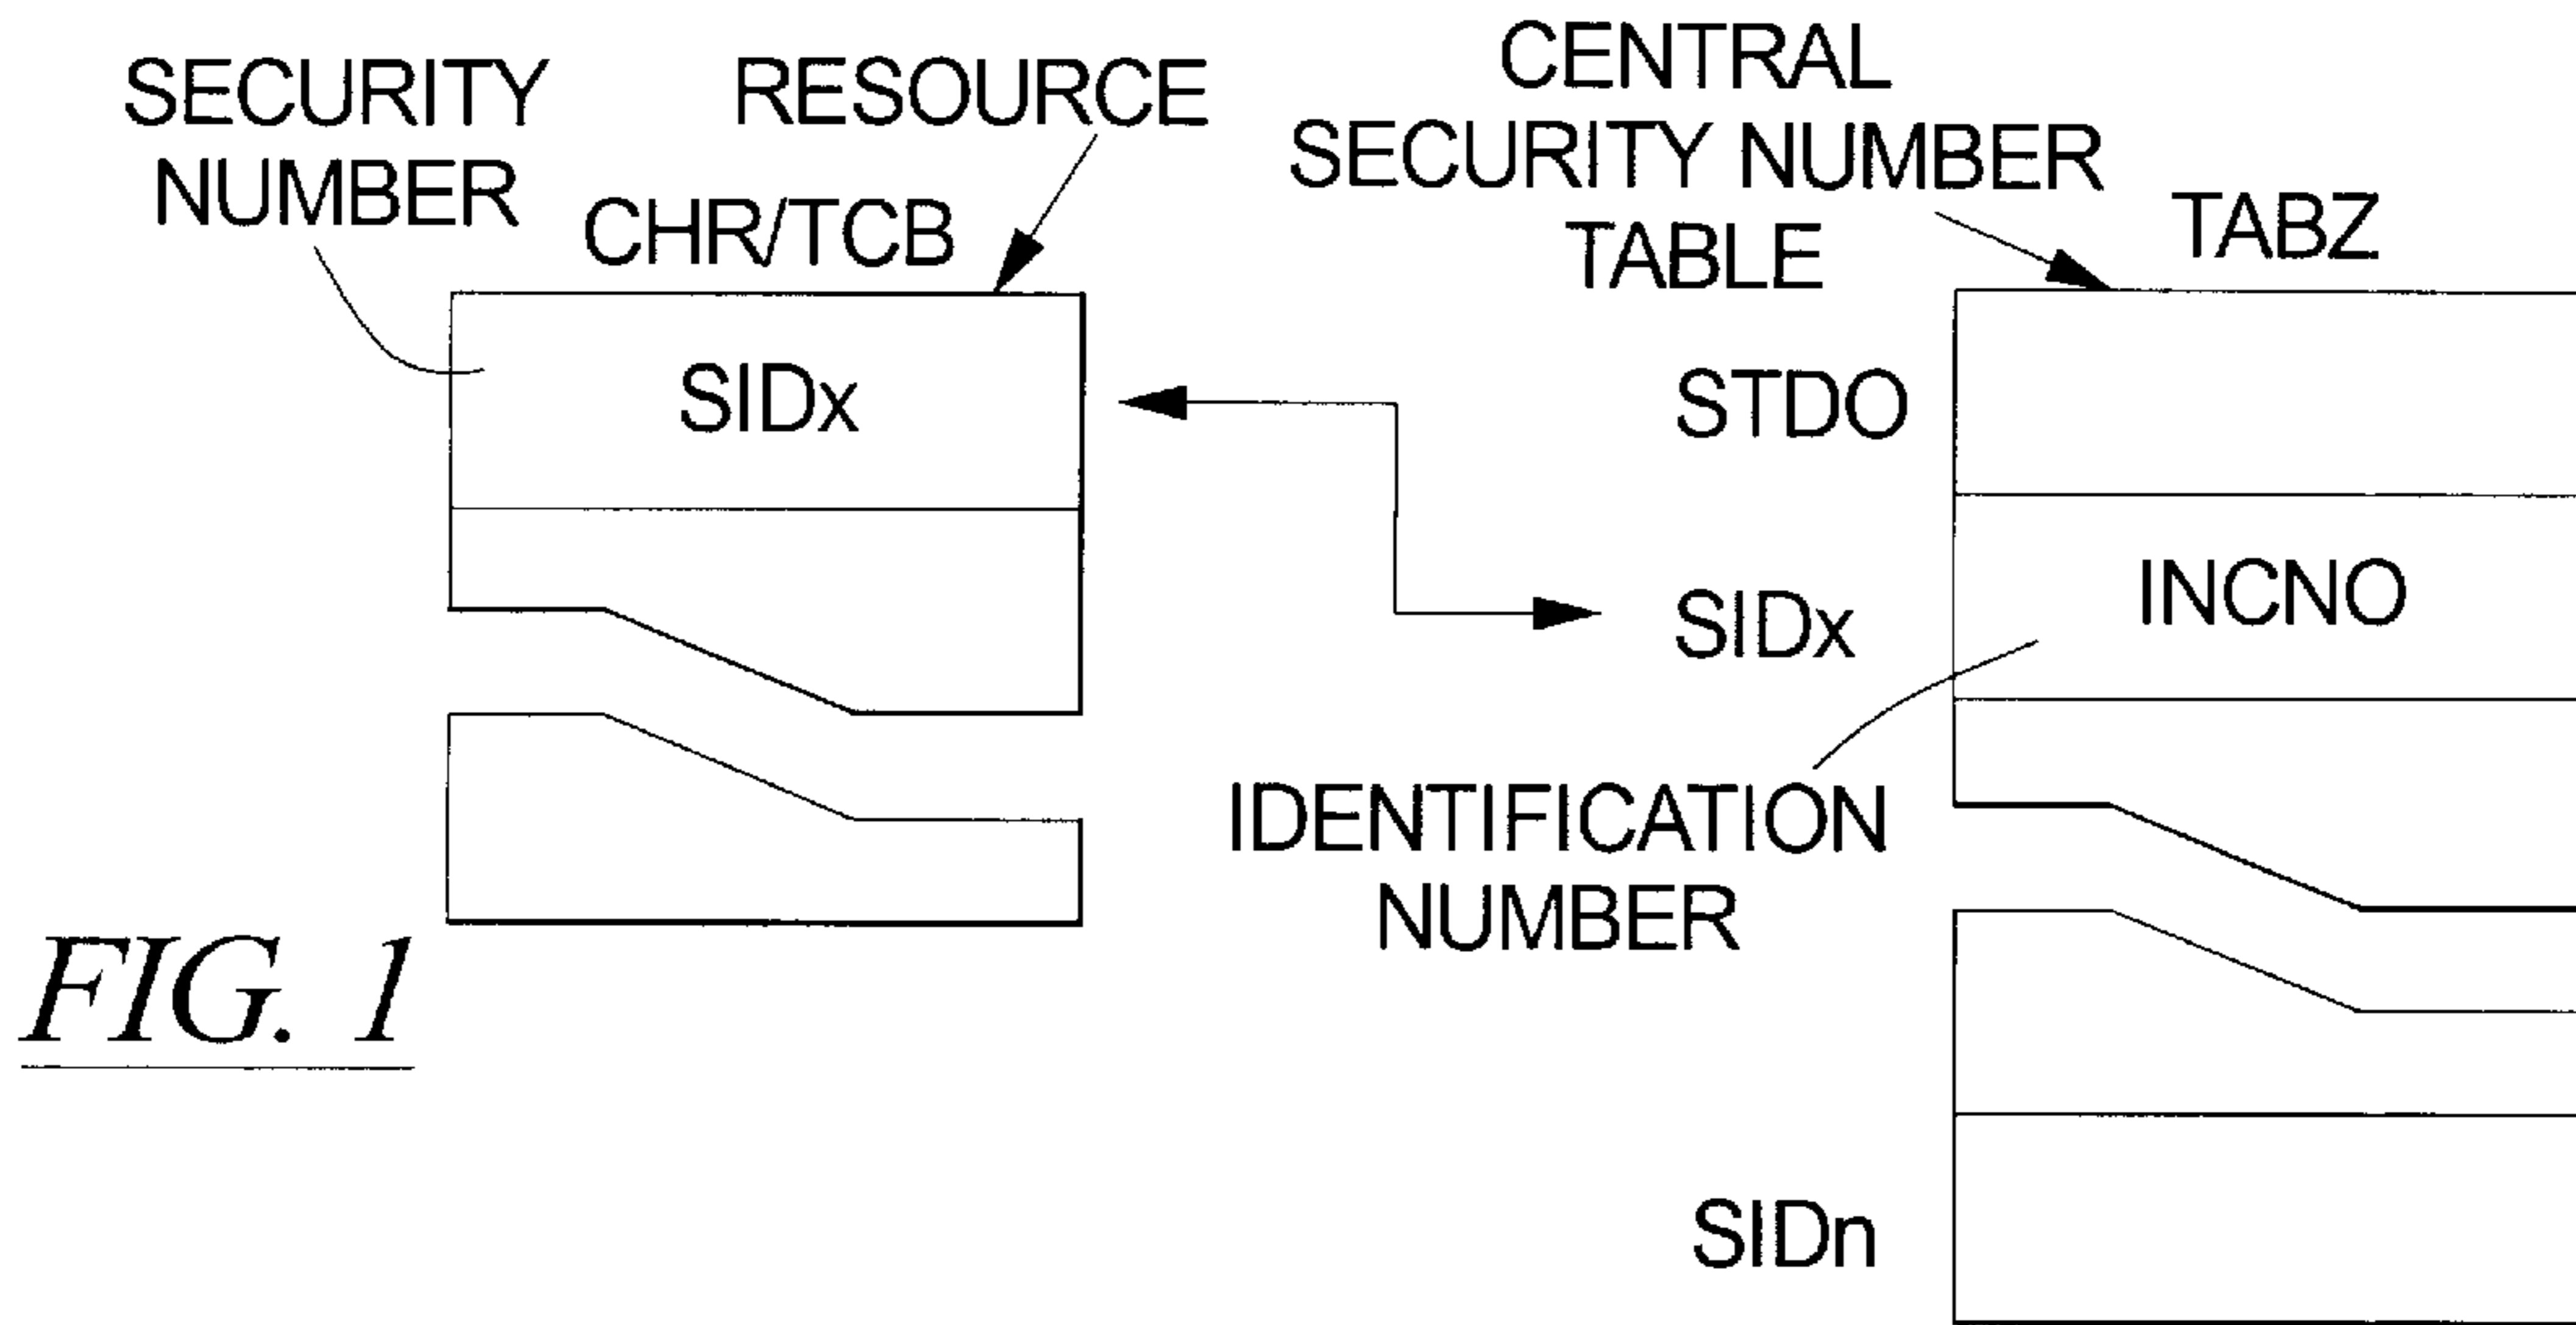 SECURITY
NUMBER
RESOURCE
CHR/TCB
SIDx
CENTRAL
SECURITY NUMBER
TABLE
TABZ
STDO
SIDx
INCNO
IDENTIFICATION
NUMBER
SIDn
FIG. 1